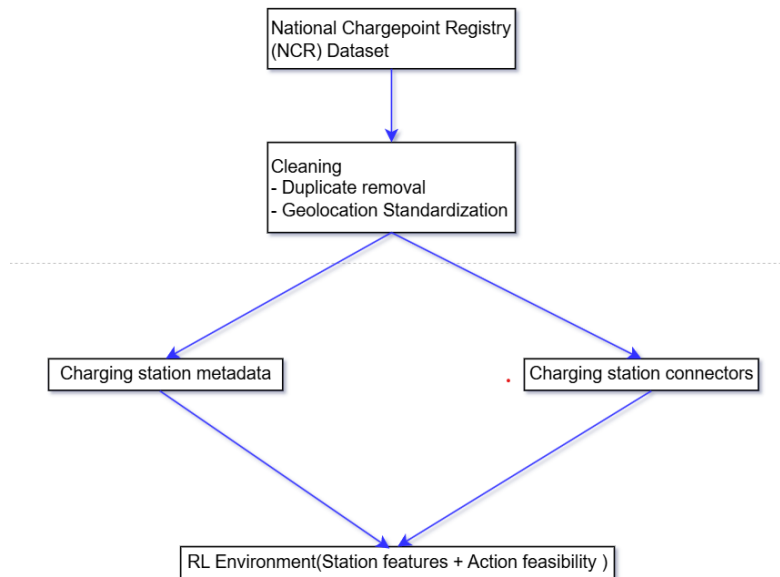 National Chargepoint Registry
(NCR) Dataset
Cleaning
- Duplicate removal
- Geolocation Standardization
Charging station metadata
Charging station connectors
RL Environment(Station features + Action feasibility )